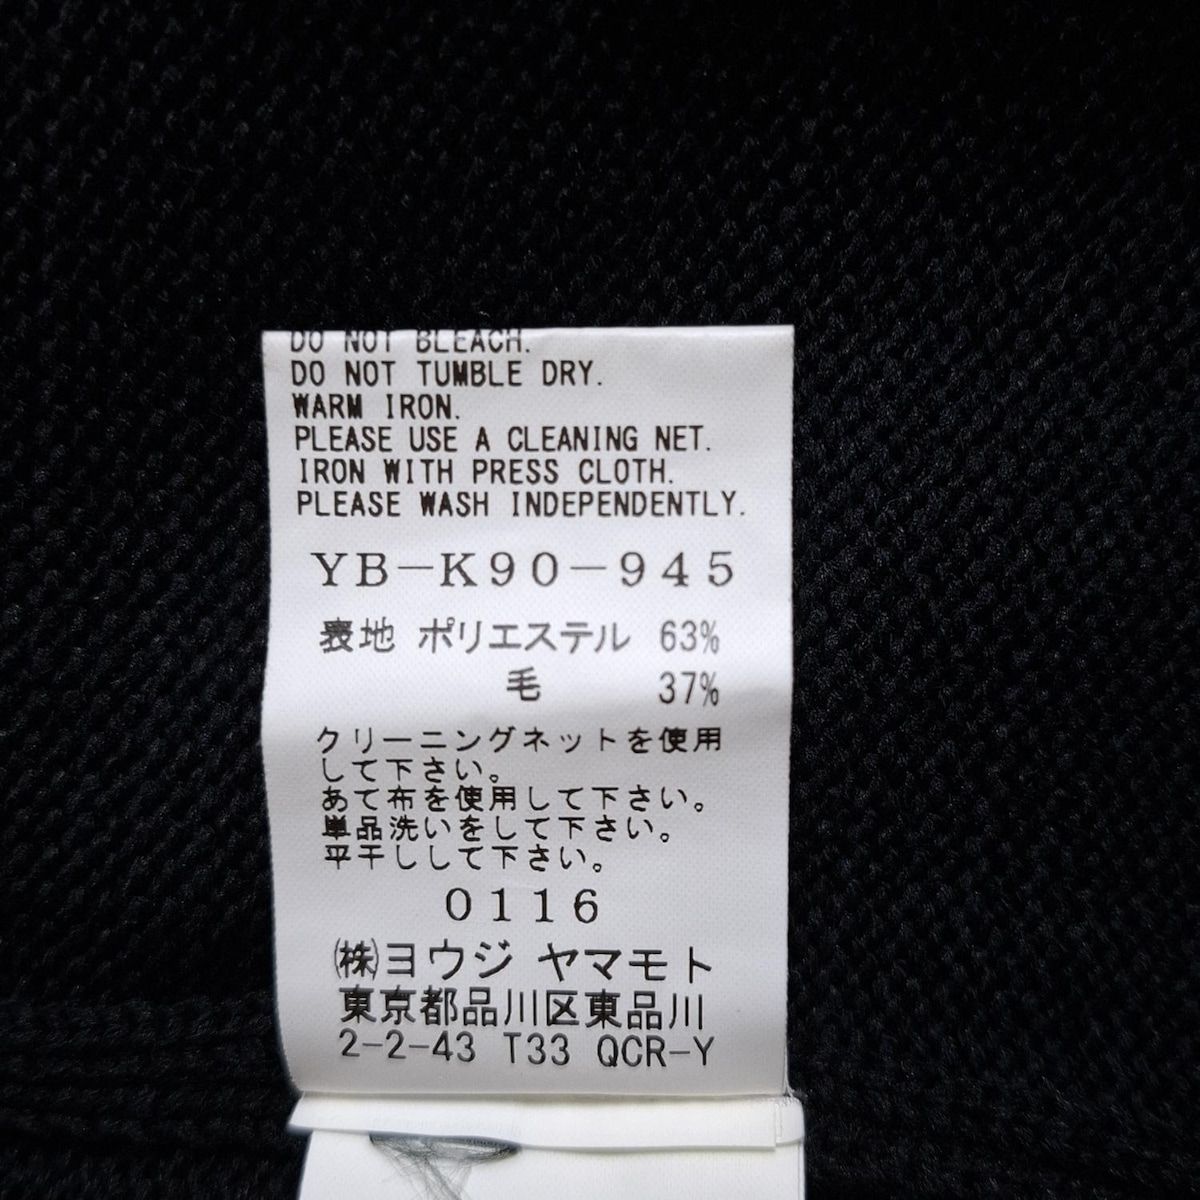 DO NOT BLEACH.
DO NOT TUMBLE DRY.
WARM IRON.
PLEASE USE A CLEANING NET.
IRON WITH PRESS CLOTH.
PLEASE WASH INDEPENDENTLY.
YB-K90-945
表地 ポリエステル 63%
毛 37%
クリーニングネットを使用
して下さい。
あて布を使用して下さい。
単品洗いをして下さい。
平干しして下さい。
0116
㈱ヨウジ ヤマモト
東京都品川区東品川
2-2-43 T33 QCR-Y